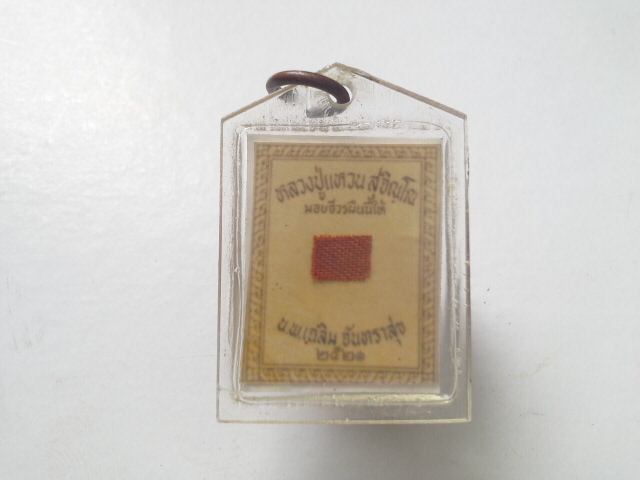 หลวงปู่แหวน สุจิณฺโณ
มอบจีวรผืนนี้ให้
น.พ.เฉลิม จันทราสุข
๒๕๒๑